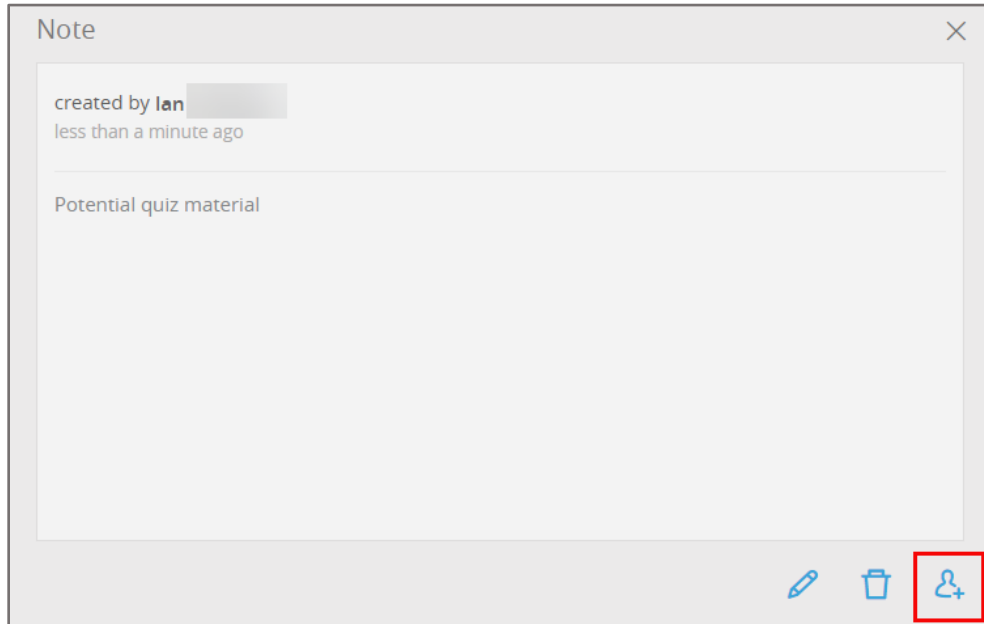 Note
created by Ian
less than a minute ago
Potential quiz material